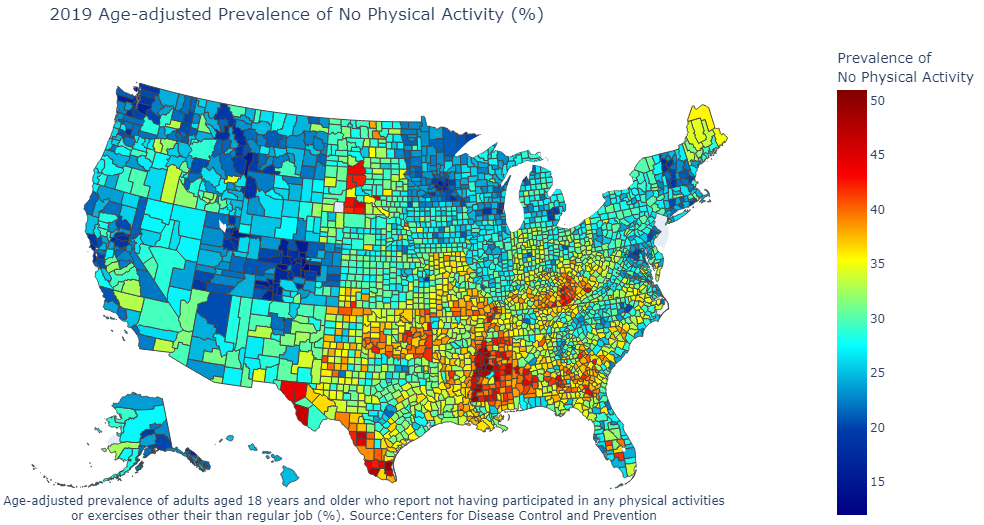 2019 Age-adjusted Prevalence of No Physical Activity (%)
Prevalence of
No Physical Activity
50
45
40
35
30
25
20
15
Age-adjusted prevalence of adults aged 18 years and older who report not having participated in any physical activities
or exercises other their than regular job (%). Source:Centers for Disease Control and Prevention